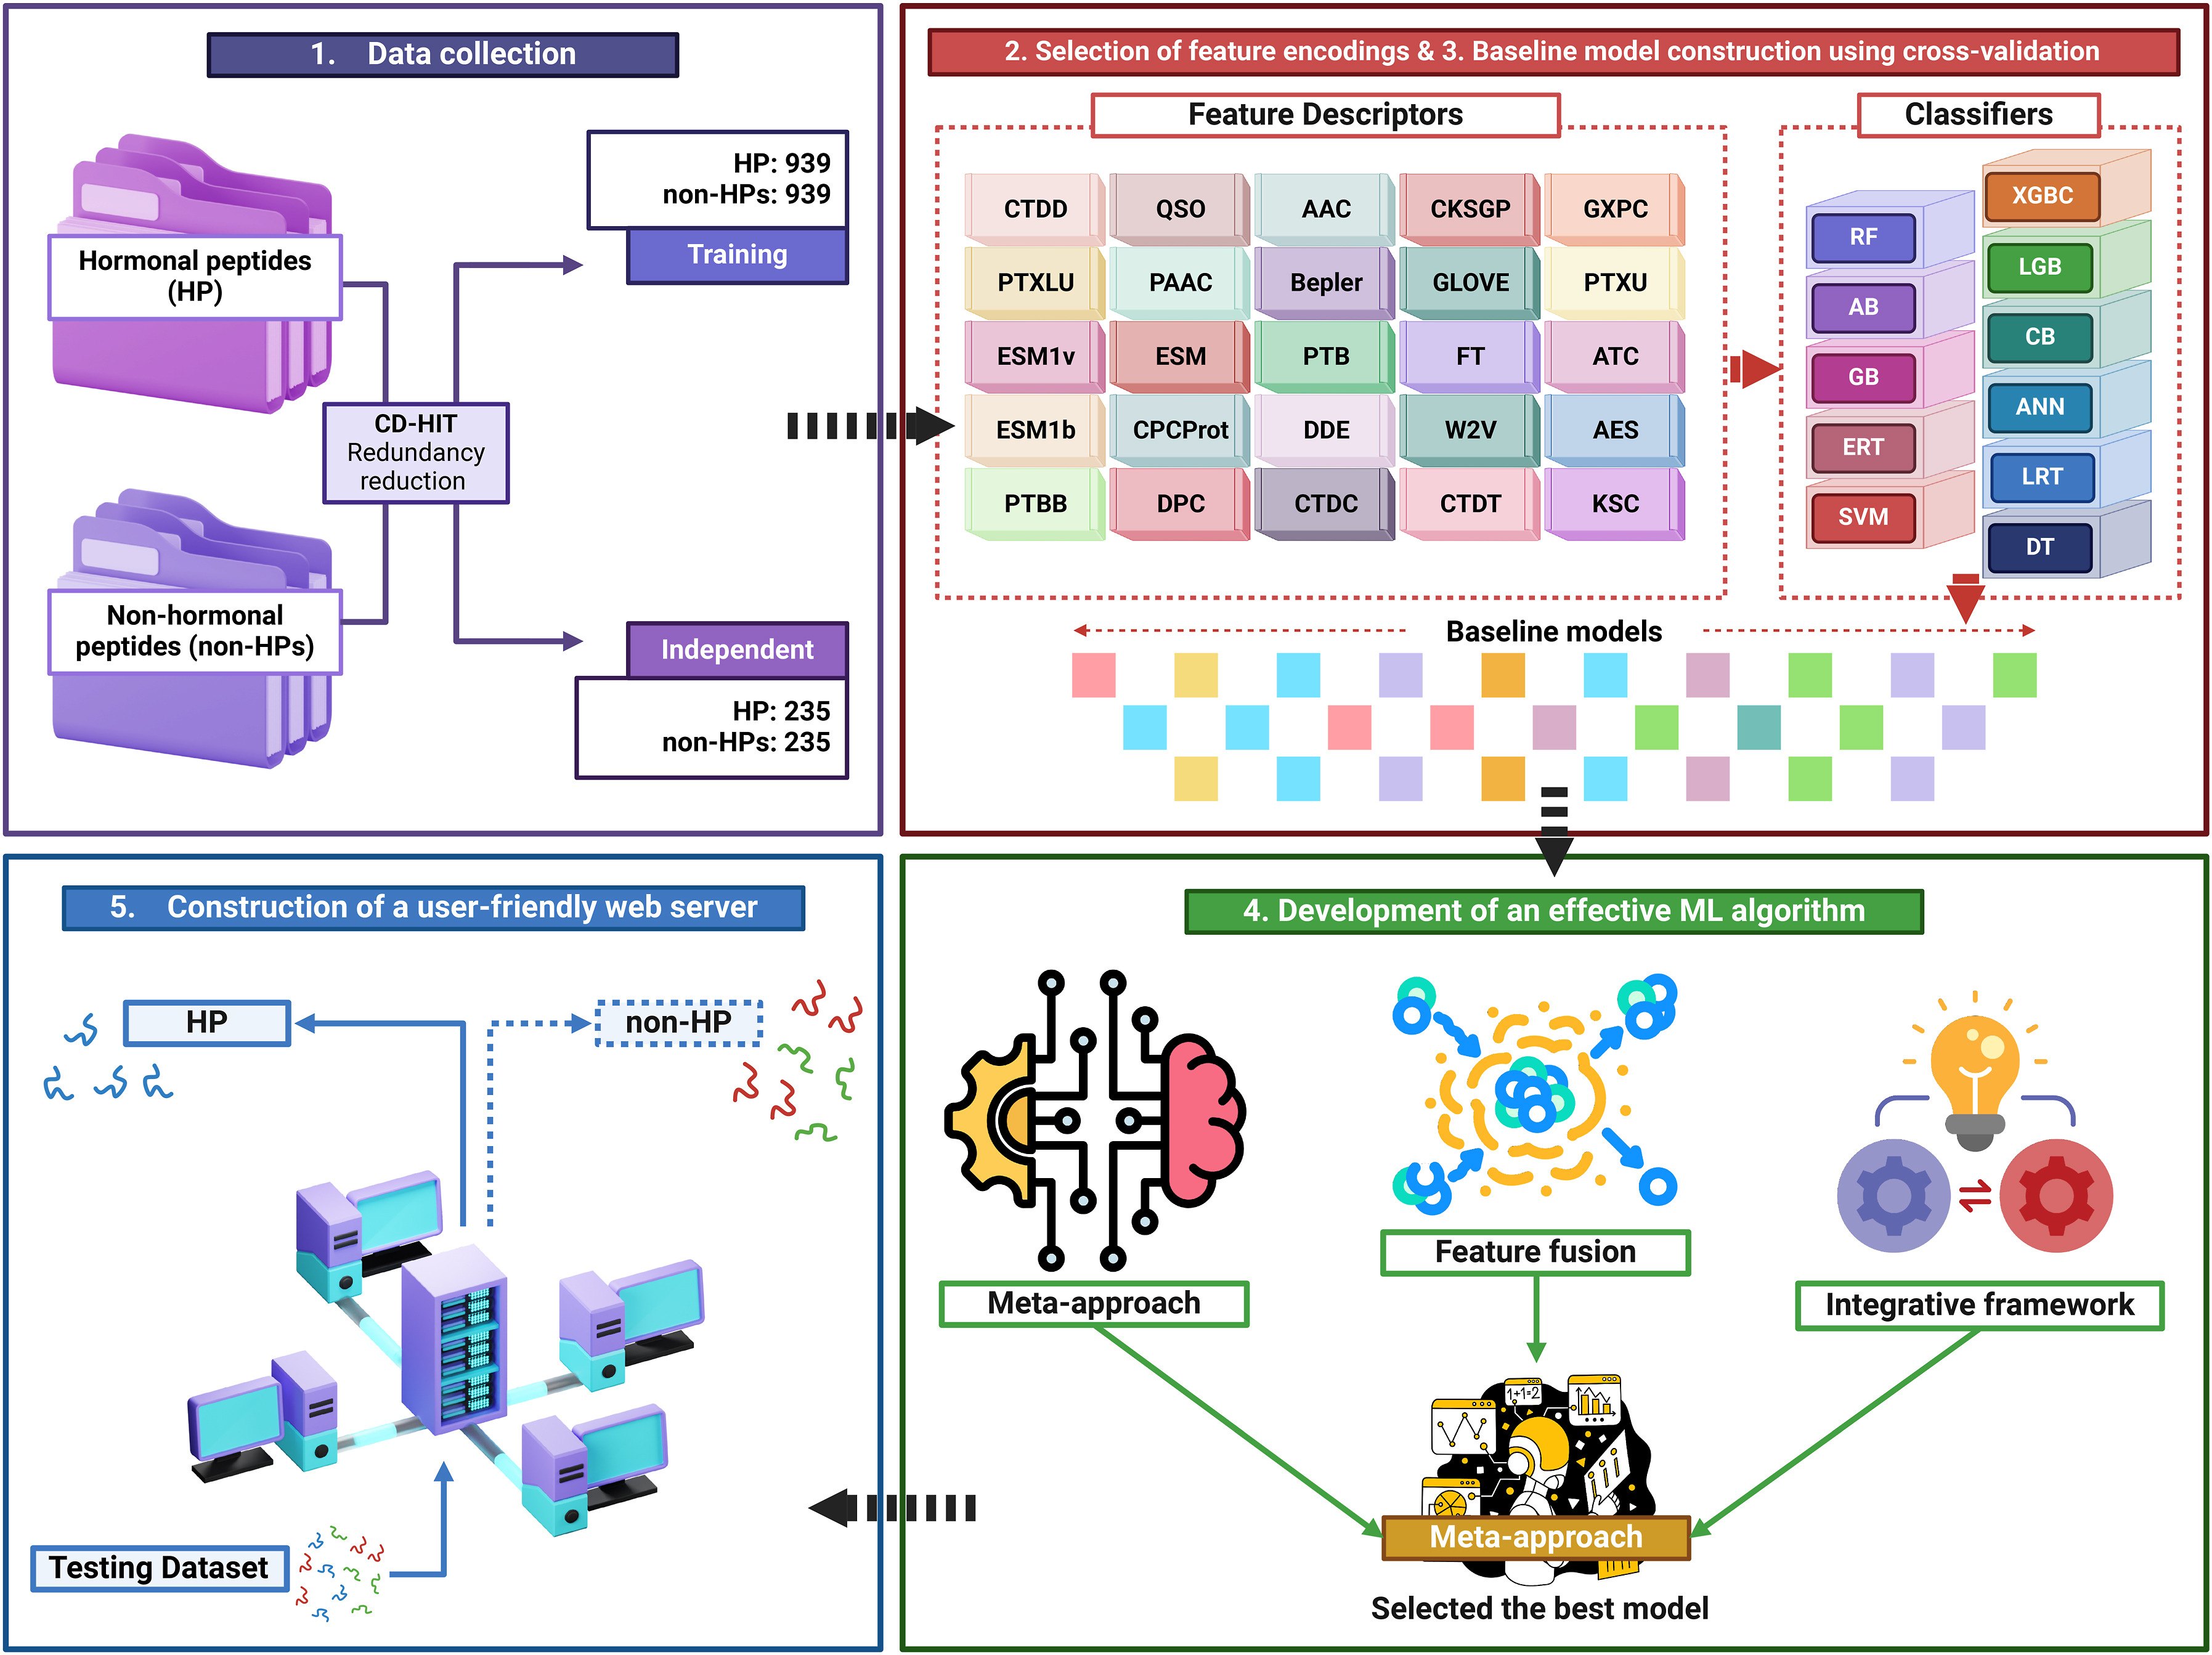 1. Data collection
Hormonal peptides
(HP)
Non-hormonal
peptides (non-HPs)
CD-HIT
Redundancy
reduction
HP: 939
non-HPs: 939
Training
Independent
HP: 235
non-HPs: 235
2. Selection of feature encodings & 3. Baseline model construction using cross-validation
Feature Descriptors
CTDD QSO AAC CKSGP GXPC
PTXLU PAAC Bepler GLOVE PTXU
ESM1v ESM PTB FT ATC
ESM1b CPCProt DDE W2V AES
PTBB DPC CTDC CTDT KSC
Classifiers
RF
AB
GB
ERT
SVM
XGBC
LGB
CB
ANN
LRT
DT
Baseline models
4. Development of an effective ML algorithm
Meta-approach
Feature fusion
Integrative framework
1+1=2
Meta-approach
Selected the best model
5. Construction of a user-friendly web server
HP
non-HP
Testing Dataset